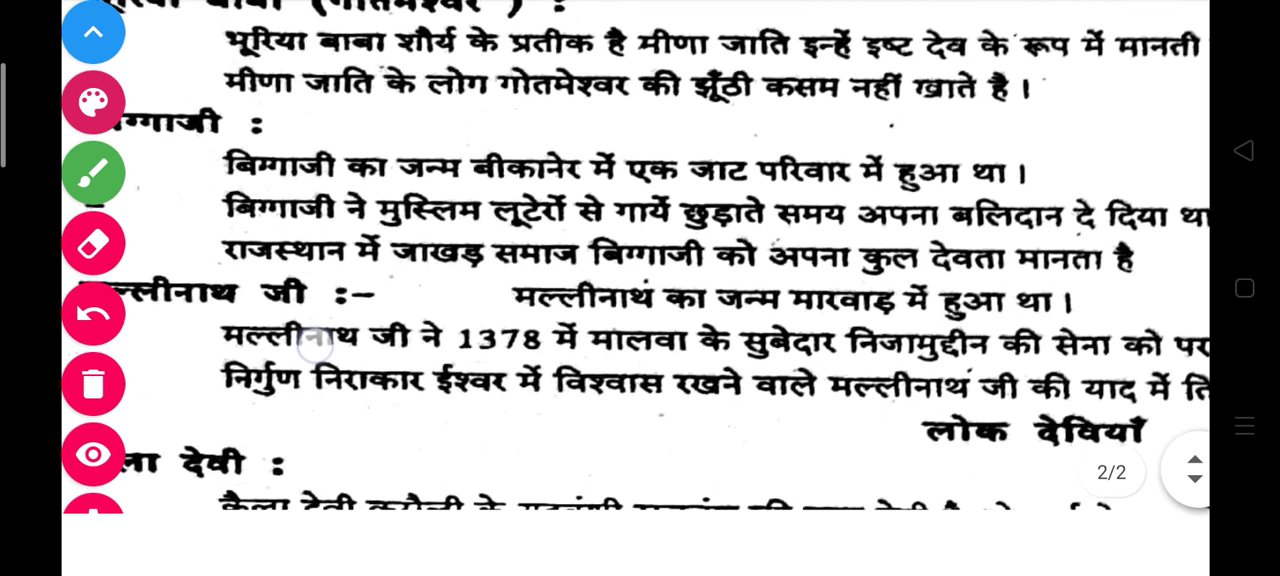 भूरिया बाबा शौर्य के प्रतीक है मीणा जाति इन्हें इष्ट देव के रूप में मानती
मीणा जाति के लोग गोतमेश्वर की झूँठी कसम नहीं खाते है।
ग्गाजी :
बिग्गाजी का जन्म बीकानेर में एक जाट परिवार में हुआ था।
बिग्गाजी ने मुस्लिम लूटेरों से गायें छुड़ाते समय अपना बलिदान दे दिया था
राजस्थान में जाखड़ समाज बिग्गाजी को अपना कुल देवता मानता है
ल्लीनाथ जी :– मल्लीनाथ का जन्म मारवाड़ में हुआ था।
मल्लीनाथ जी ने 1378 में मालवा के सुबेदार निजामुद्दीन की सेना को पर
निर्गुण निराकार ईश्वर में विश्वास रखने वाले मल्लीनाथ जी की याद में ति
लोक देवियाँ
ला देवी :
2/2